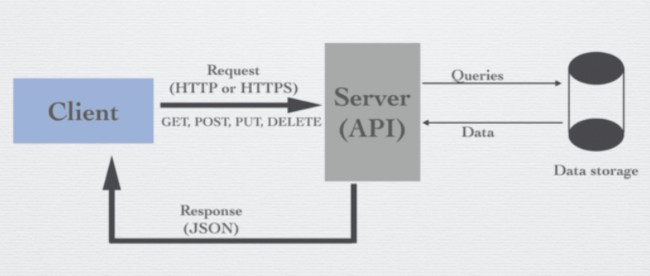 Client
Request
(HTTP or HTTPS)
GET, POST, PUT, DELETE
Server
(API)
Queries
Data
Data storage
Response
(JSON)